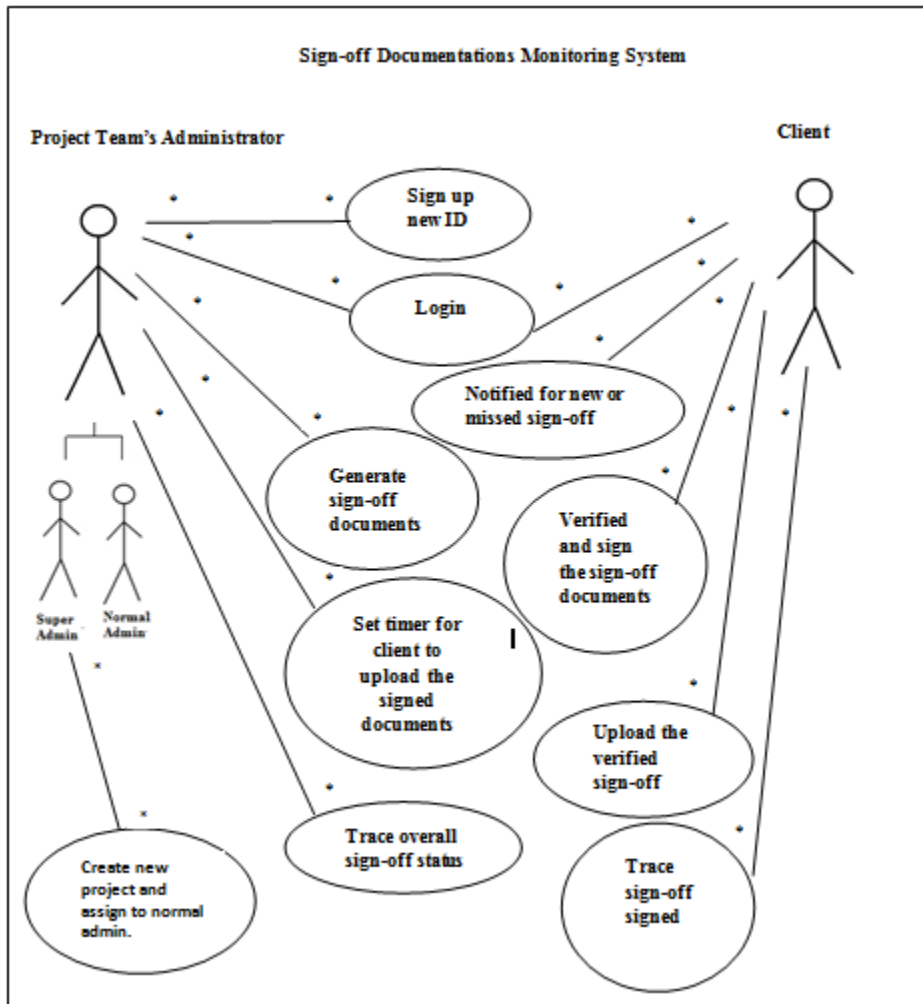 Sign-off Documentations Monitoring System
Project Team's Administrator
Client
Sign up
new ID
Login
Notified for new or
missed sign-off
Generate
sign-off
documents
Verified
and sign
the sign-off
documents
Super
Admin
Normal
Admin
Set timer for
client to
upload the
signed
documents
Upload the
verified
sign-off
Trace overall
sign-off status
Create new
project and
assign to normal
admin.
Trace
sign-off
signed